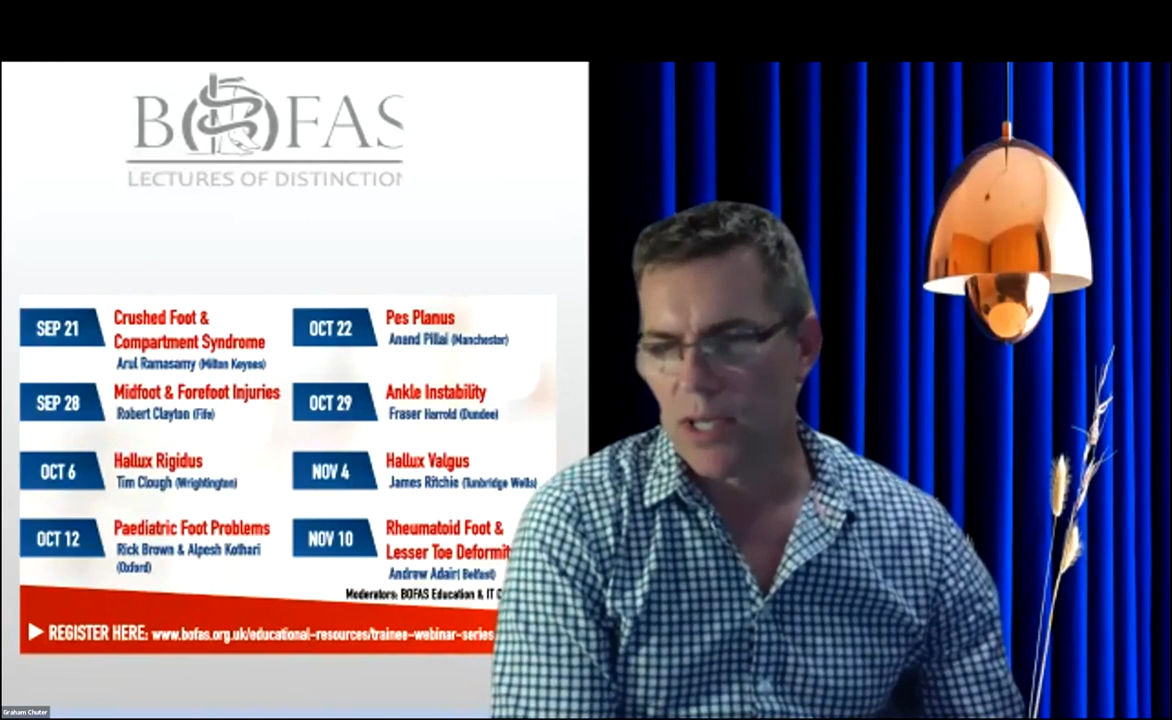 BOFAS
LECTURES OF DISTINCTION
SEP 21
Crushed Foot &
Compartment Syndrome
Arul Ramasamy (Milton Keynes)
SEP 28
Midfoot & Forefoot Injuries
Robert Clayton (Fife)
OCT 6
Hallux Rigidus
Tim Clough (Wrightington)
OCT 12
Paediatric Foot Problems
Rick Brown & Alpesh Kothari
(Oxford)
OCT 22
Pes Planus
Anand Pillai (Manchester)
OCT 29
Ankle Instability
Fraser Harrold (Dundee)
NOV 4
Hallux Valgus
James Ritchie (Tunbridge Wells)
NOV 10
Rheumatoid Foot &
Lesser Toe Deformit
Andrew Adair( Belfast)
Moderators: BOFAS Education & IT C
REGISTER HERE: www.bofas.org.uk/educational-resources/trainee-webinar-series
Graham Chuter